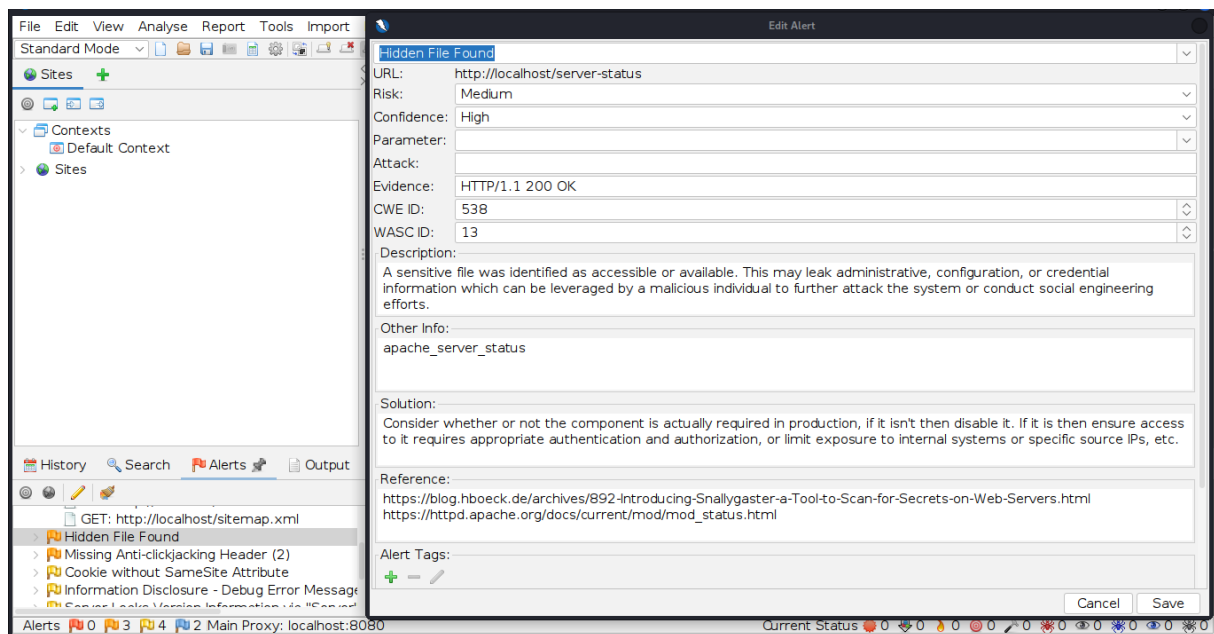 File Edit View Analyse Report Tools Import
Edit Alert
Standard Mode
Sites
Contexts
Default Context
Sites
Hidden File Found
URL: http://localhost/server-status
Risk: Medium
Confidence: High
Parameter:
Attack:
Evidence: HTTP/1.1 200 OK
CWE ID: 538
WASC ID: 13
Description:
A sensitive file was identified as accessible or available. This may leak administrative, configuration, or credential
information which can be leveraged by a malicious individual to further attack the system or conduct social engineering
efforts.
Other Info:
apache_server_status
Solution:
Consider whether or not the component is actually required in production, if it isn't then disable it. If it is then ensure access
to it requires appropriate authentication and authorization, or limit exposure to internal systems or specific source IPs, etc.
Reference:
https://blog.hboeck.de/archives/892-Introducing-Snallygaster-a-Tool-to-Scan-for-Secrets-on-Web-Servers.html
https://httpd.apache.org/docs/current/mod/mod_status.html
Alert Tags:
Cancel Save
History Search Alerts Output
GET: http://localhost/sitemap.xml
Hidden File Found
Missing Anti-clickjacking Header (2)
Cookie without SameSite Attribute
Information Disclosure - Debug Error Message
Alerts 0 3 4 2 Main Proxy: localhost:8080
Current Status 0 0 0 0 0 0 0 0 0 0